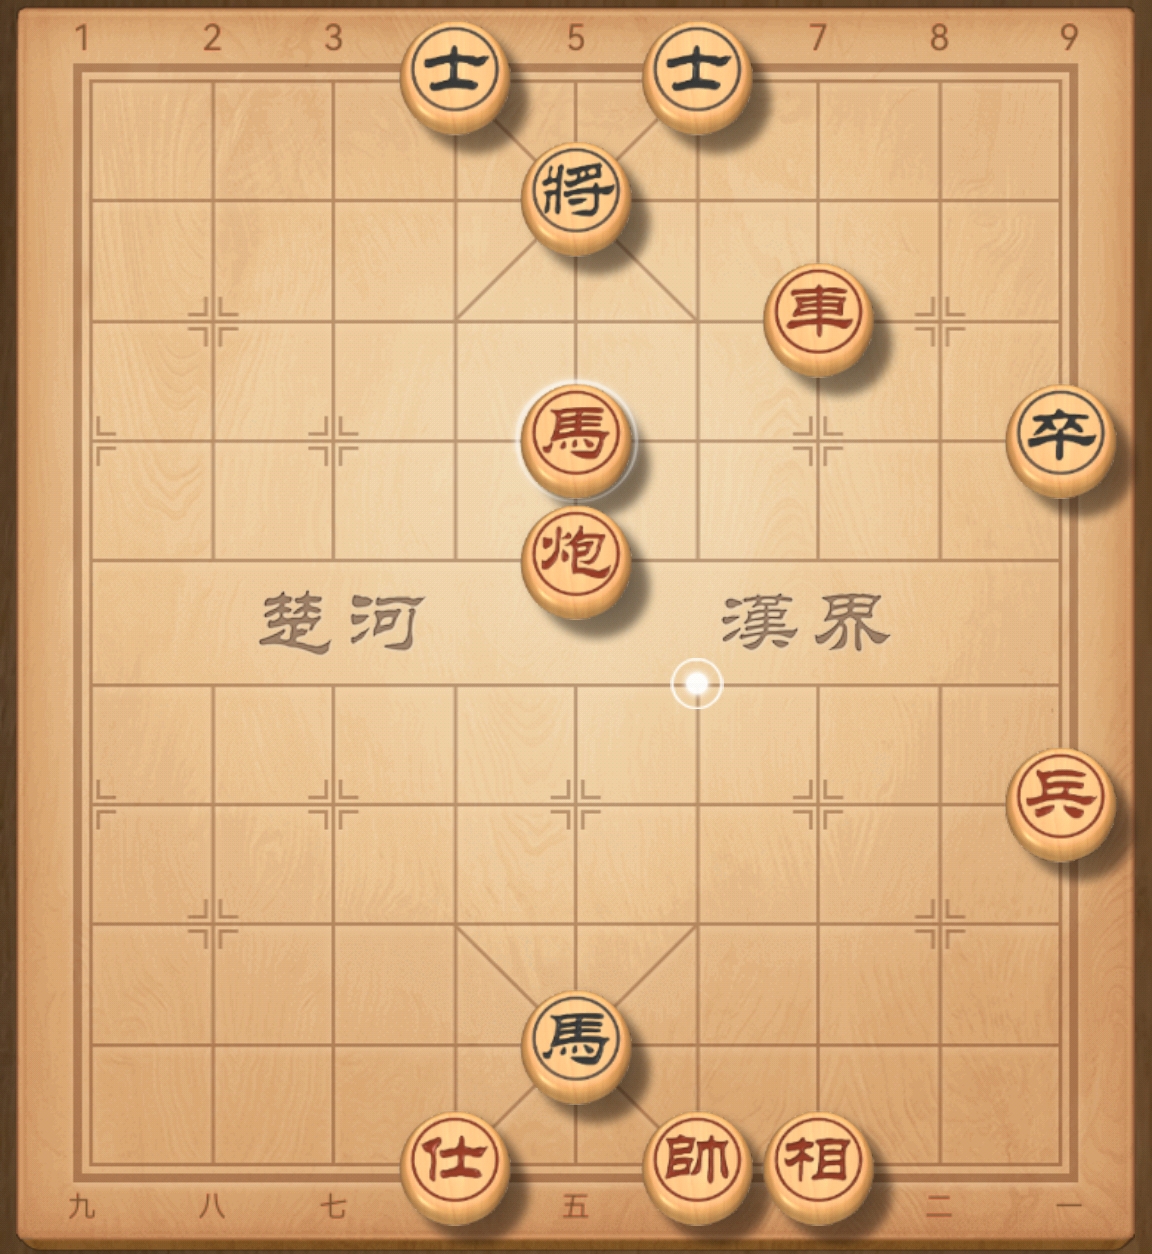 1 2 3 5 7 8 9
士 士
將
車
馬 卒
炮
楚河 漢界
兵
馬
仕 帥 相
九 八 七 五 二 一